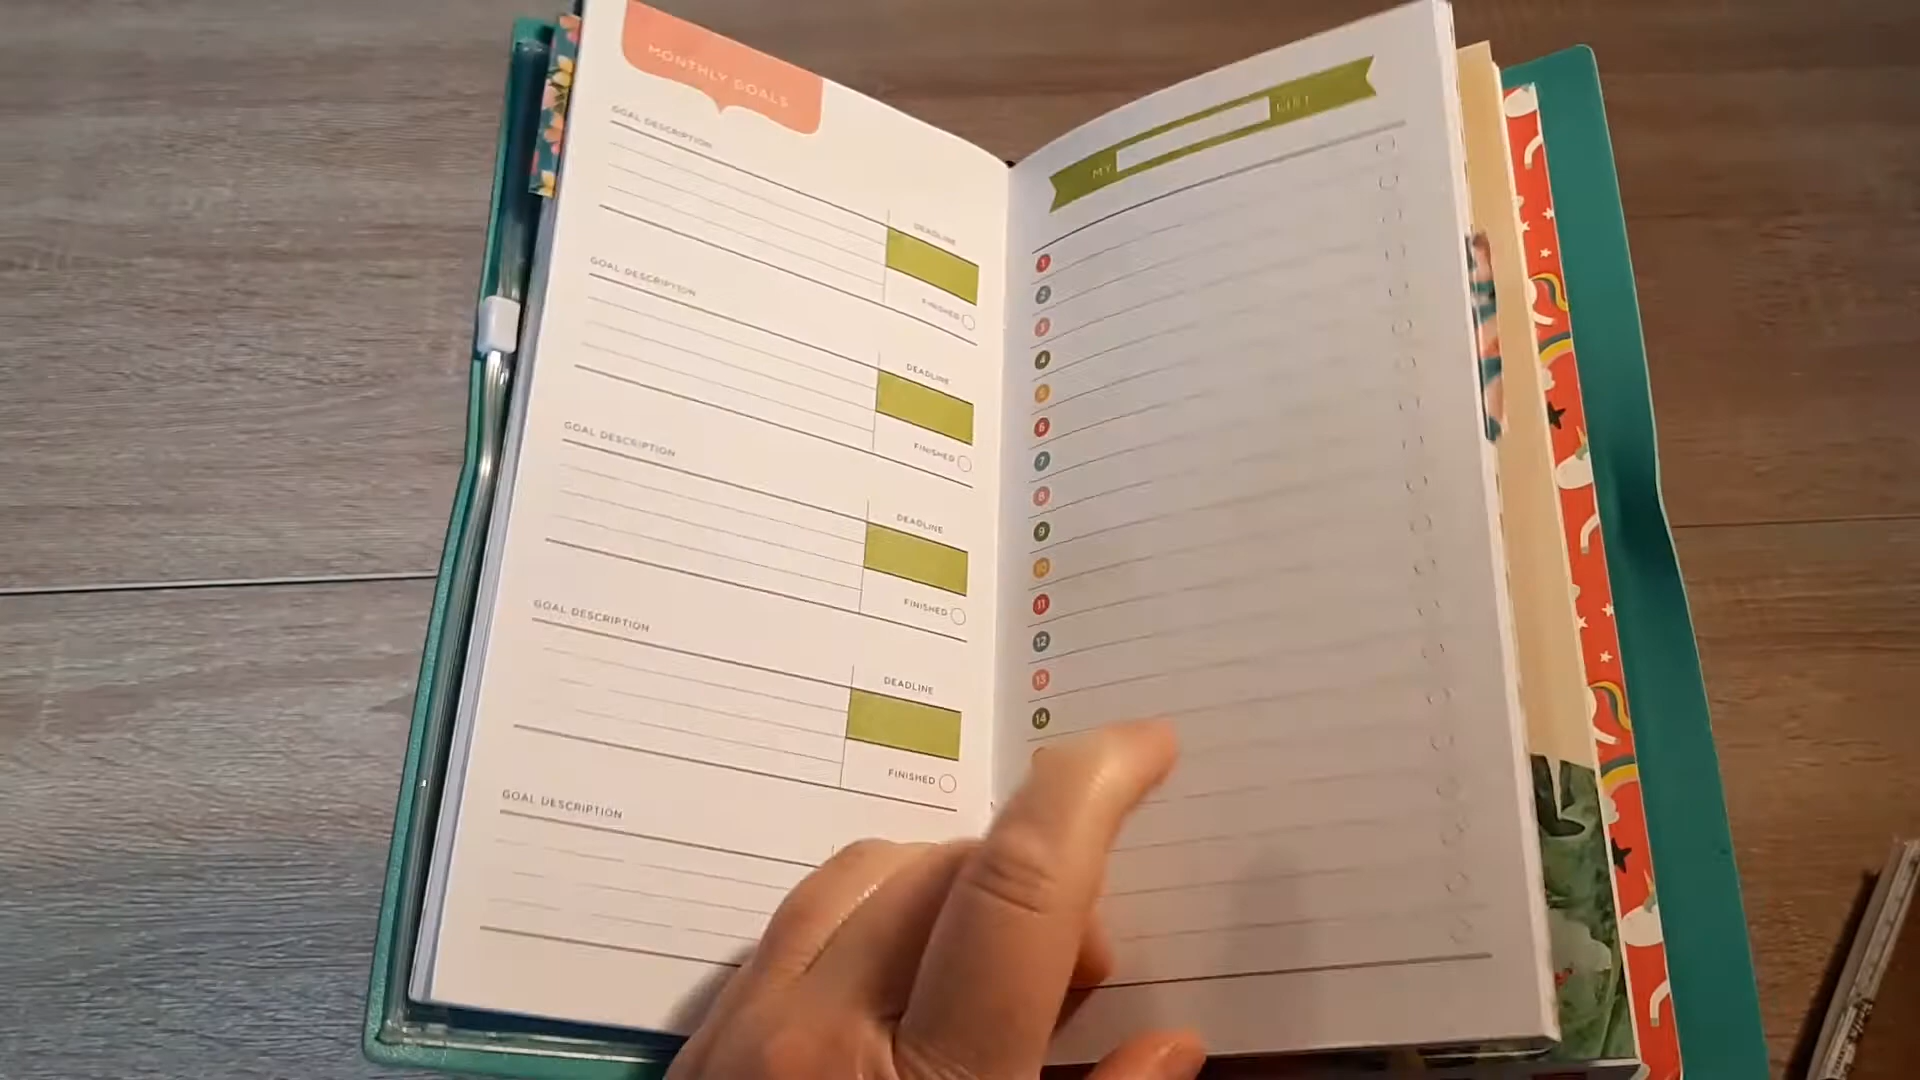 MONTHLY GOALS
GOAL DESCRIPTION
DEADLINE
FINISHED
GOAL DESCRIPTION
DEADLINE
FINISHED
GOAL DESCRIPTION
DEADLINE
FINISHED
GOAL DESCRIPTION
DEADLINE
FINISHED
GOAL DESCRIPTION
MY LIST
1
2
3
4
5
6
7
8
9
10
11
12
13
14